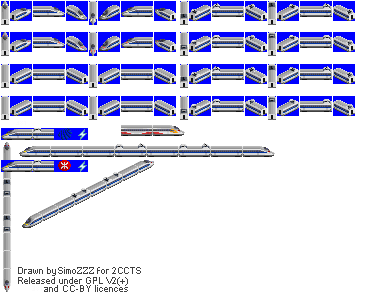 Drawn by SimoZZZ for 2CCTS
Released under GPL V2(+)
and CC-BY licences